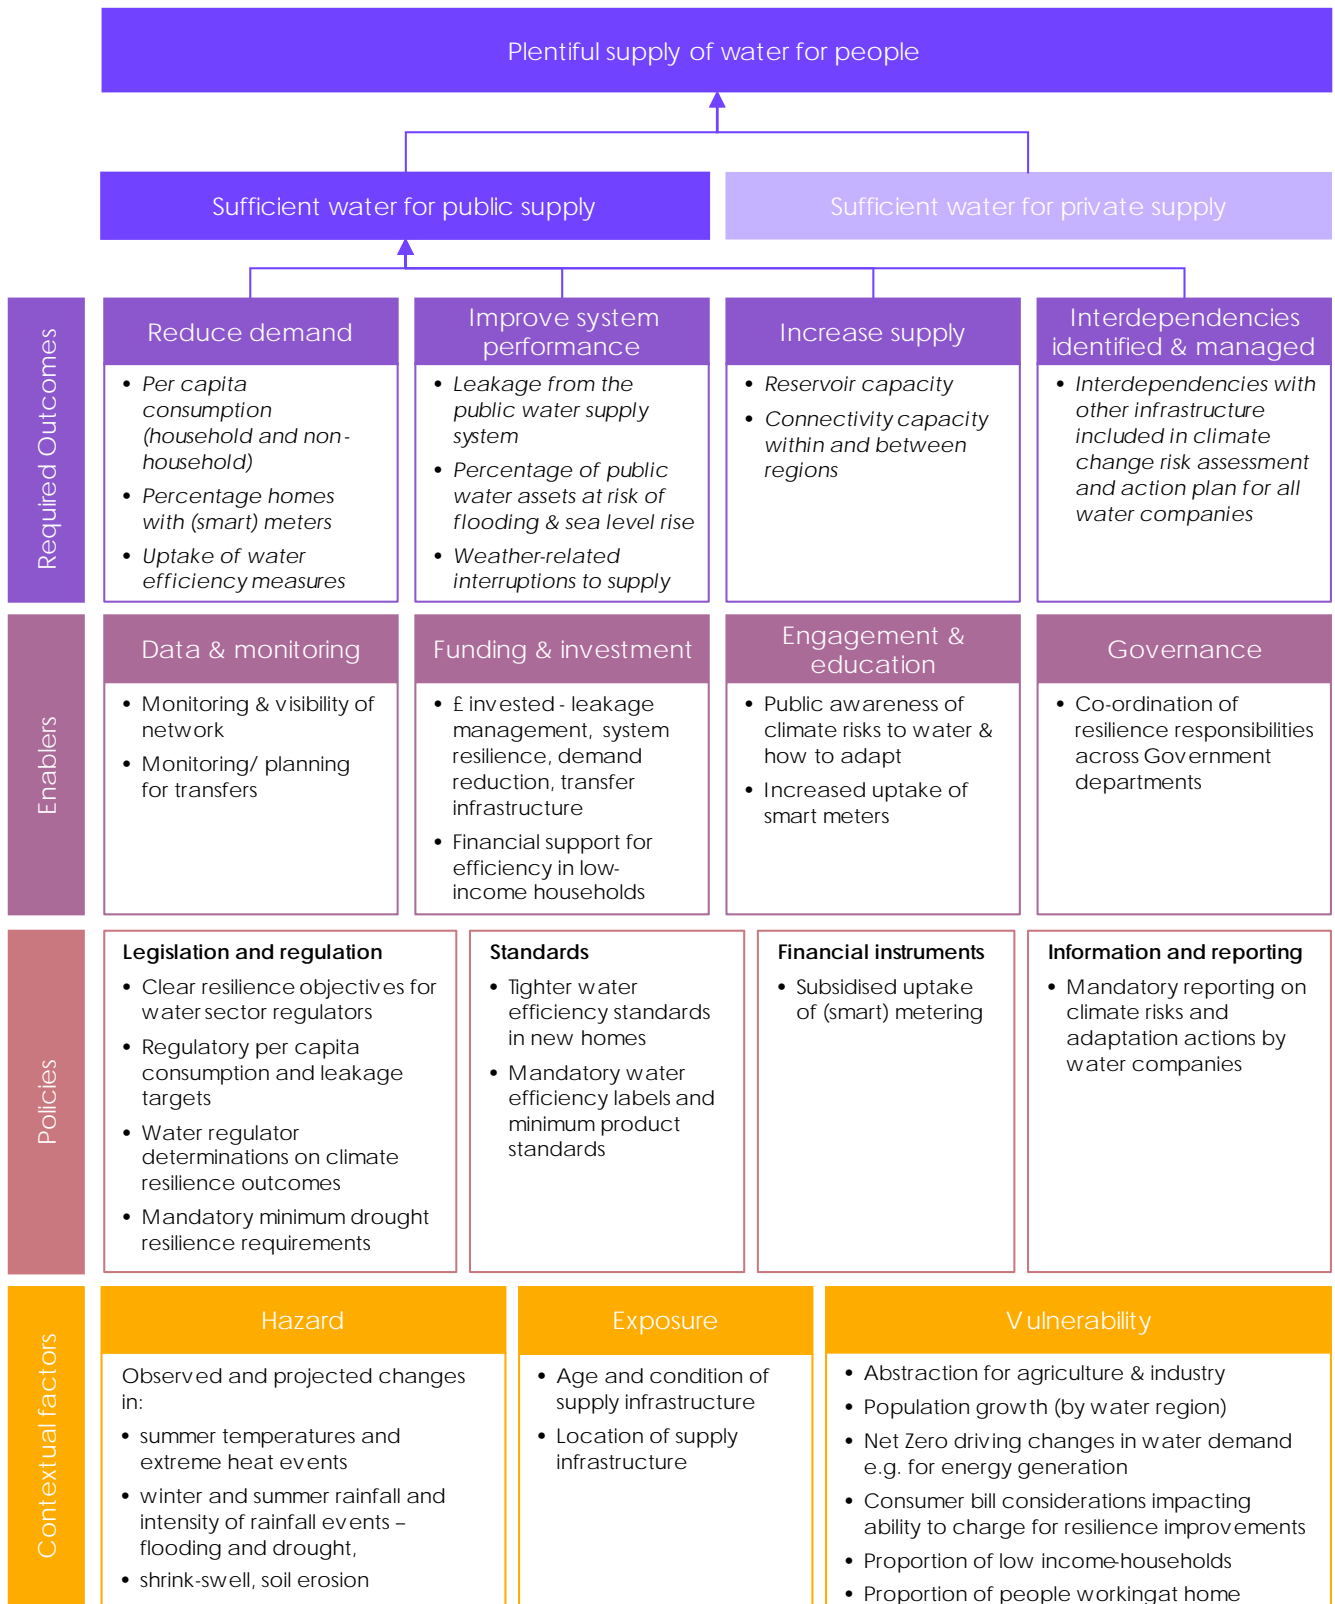 Plentiful supply of water for people
Sufficient water for public supply
Sufficient water for private supply
Required Outcomes
Reduce demand
• Per capita
consumption
(household and non-
household)
• Percentage homes
with (smart) meters
• Uptake of water
efficiency measures
Improve system
performance
• Leakage from the
public water supply
system
• Percentage of public
water assets at risk of
flooding & sea level rise
• Weather-related
interruptions to supply
Increase supply
• Reservoir capacity
• Connectivity capacity
within and between
regions
Interdependencies
identified & managed
• Interdependencies with
other infrastructure
included in climate
change risk assessment
and action plan for all
water companies
Enablers
Data & monitoring
• Monitoring & visibility of
network
• Monitoring/ planning
for transfers
Funding & investment
• £ invested - leakage
management, system
resilience, demand
reduction, transfer
infrastructure
• Financial support for
efficiency in low-
income households
Engagement &
education
• Public awareness of
climate risks to water &
how to adapt
• Increased uptake of
smart meters
Governance
• Co-ordination of
resilience responsibilities
across Government
departments
Policies
Legislation and regulation
• Clear resilience objectives for
water sector regulators
• Regulatory per capita
consumption and leakage
targets
• Water regulator
determinations on climate
resilience outcomes
• Mandatory minimum drought
resilience requirements
Standards
• Tighter water
efficiency standards
in new homes
• Mandatory water
efficiency labels and
minimum product
standards
Financial instruments
• Subsidised uptake
of (smart) metering
Information and reporting
• Mandatory reporting on
climate risks and
adaptation actions by
water companies
Contextual factors
Hazard
Observed and projected changes
in:
• summer temperatures and
extreme heat events
• winter and summer rainfall and
intensity of rainfall events –
flooding and drought,
• shrink-swell, soil erosion
Exposure
• Age and condition of
supply infrastructure
• Location of supply
infrastructure
Vulnerability
• Abstraction for agriculture & industry
• Population growth (by water region)
• Net Zero driving changes in water demand
e.g. for energy generation
• Consumer bill considerations impacting
ability to charge for resilience improvements
• Proportion of low income-households
• Proportion of people workingat home